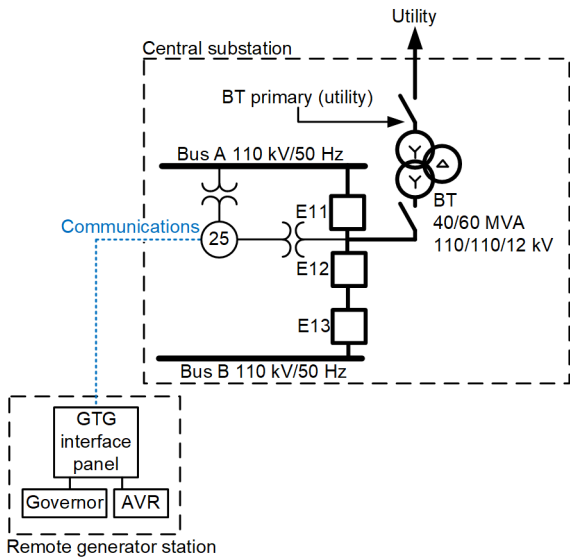 Utility
Central substation
BT primary (utility)
Bus A 110 kV/50 Hz
Y
Y
Δ
BT
40/60 MVA
110/110/12 kV
E11
Communications
25
E12
E13
Bus B 110 kV/50 Hz
GTG
interface
panel
Governor
AVR
Remote generator station